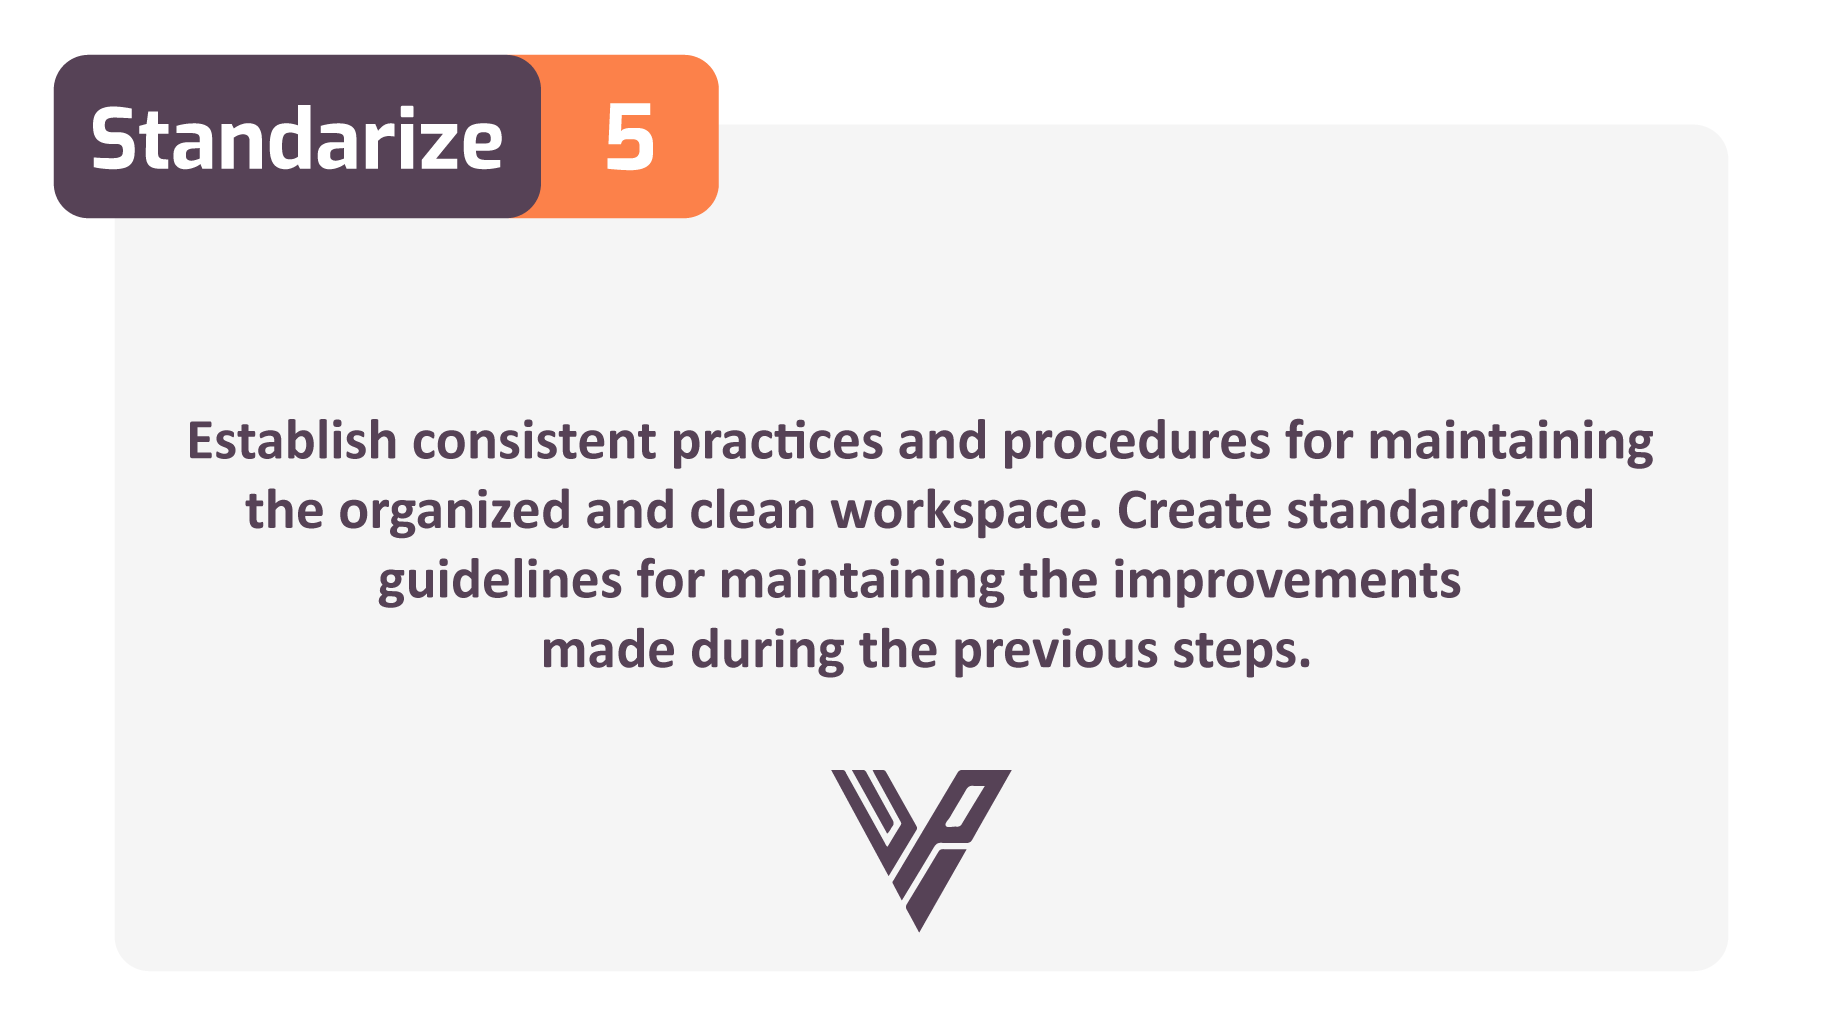 Standarize 5
Establish consistent practices and procedures for maintaining
the organized and clean workspace. Create standardized
guidelines for maintaining the improvements
made during the previous steps.